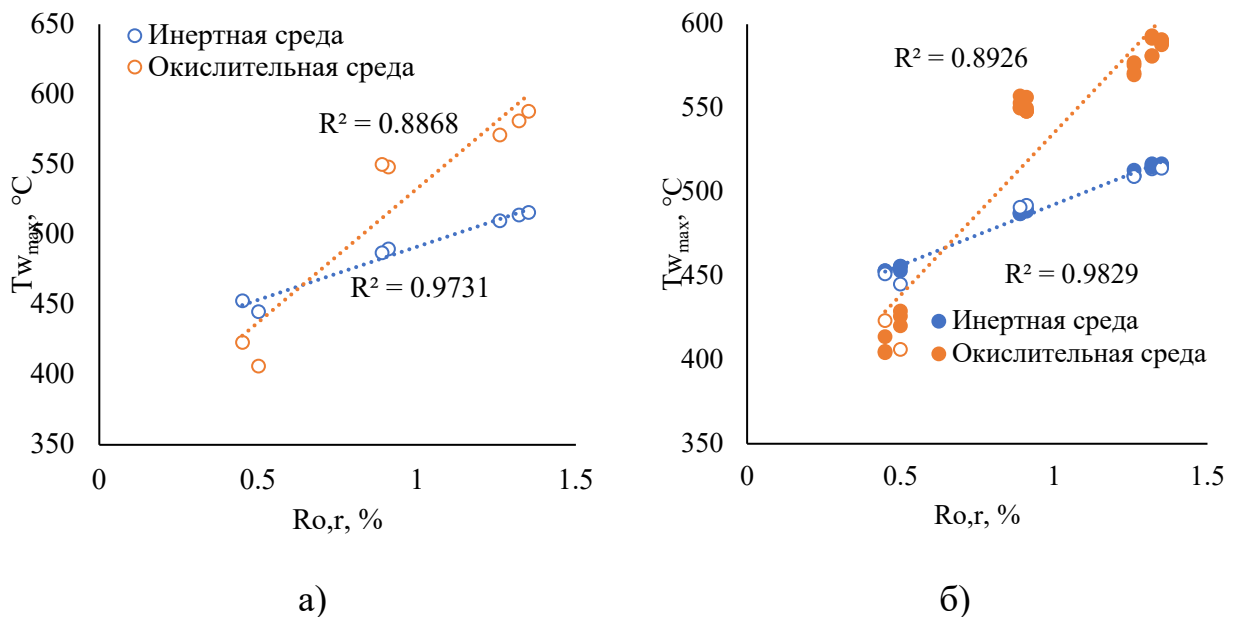 650
600
550
500
450
400
350
0
0.5
1
1.5
Tw_max, °C
Ro,r, %
Инертная среда
Окислительная среда
R² = 0.8868
R² = 0.9731
а)
600
550
500
450
400
350
0
0.5
1
1.5
Tw_max, °C
Ro,r, %
R² = 0.8926
R² = 0.9829
Инертная среда
Окислительная среда
б)